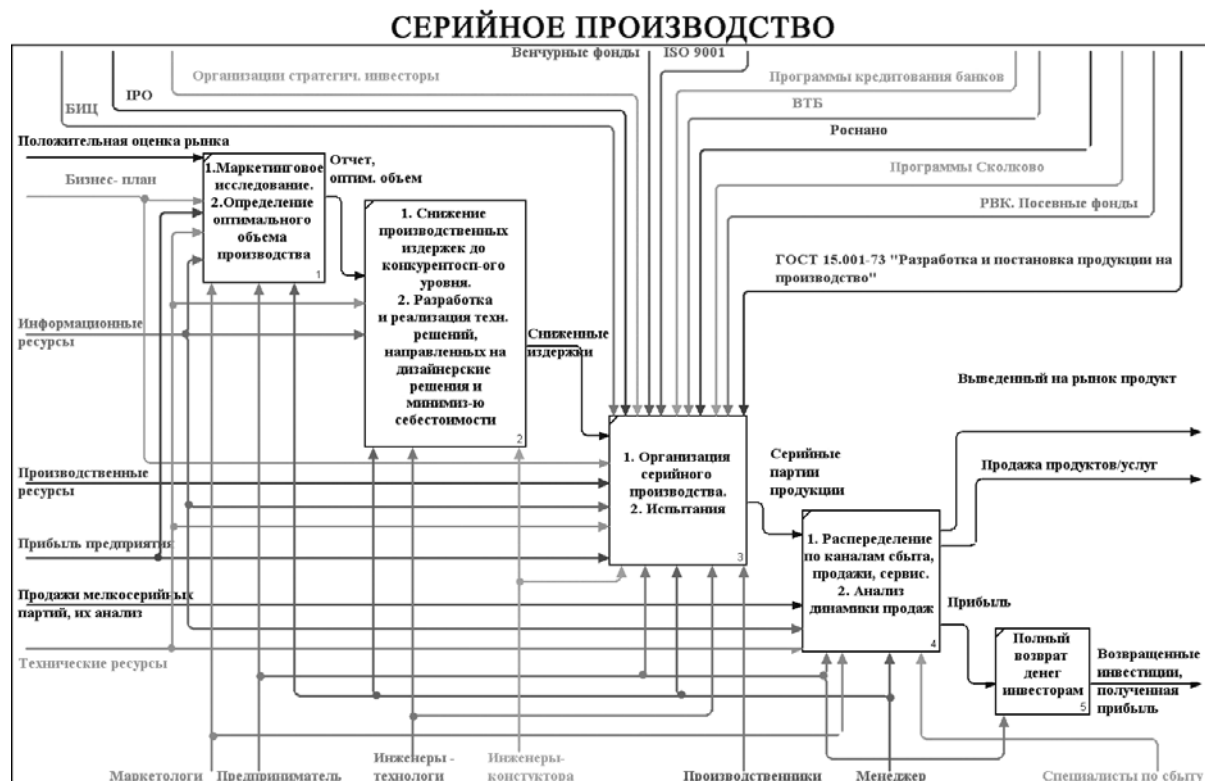 СЕРИЙНОЕ ПРОИЗВОДСТВО
Венчурные фонды
ISO 9001
Организации стратегич. инвесторы
Программы кредитования банков
IPO
БИЦ
ВТБ
Роснано
Положительная оценка рынка
Программы Сколково
Бизнес- план
РВК. Посевные фонды
1.Маркетинговое
исследование.
2.Определение
оптимального
объема
производства
1
Отчет,
оптим. объем
ГОСТ 15.001-73 "Разработка и постановка продукции на
производство"
1. Снижение
производственных
издержек до
конкурентосп-ого
уровня.
2. Разработка
и реализация техн.
решений,
направленных на
дизайнерские
решения и
минимиз-ю
себестоимости
2
Информационные
ресурсы
Сниженные
издержки
Выведенный на рынок продукт
Производственные
ресурсы
1. Организация
серийного
производства.
2. Испытания
3
Серийные
партии
продукции
Продажа продуктов/услуг
Прибыль предприятия
1. Распеределение
по каналам сбыта,
продажи, сервис.
2. Анализ
динамики продаж
4
Продажи мелкосерийных
партий, их анализ
Прибыль
Технические ресурсы
Полный
возврат
денег
инвесторам
5
Возвращенные
инвестиции,
полученная
прибыль
Маркетологи
Предприниматель
Инженеры -
технологи
Инженеры-
констуктора
Производственники
Менеджер
Специалисты по сбыту